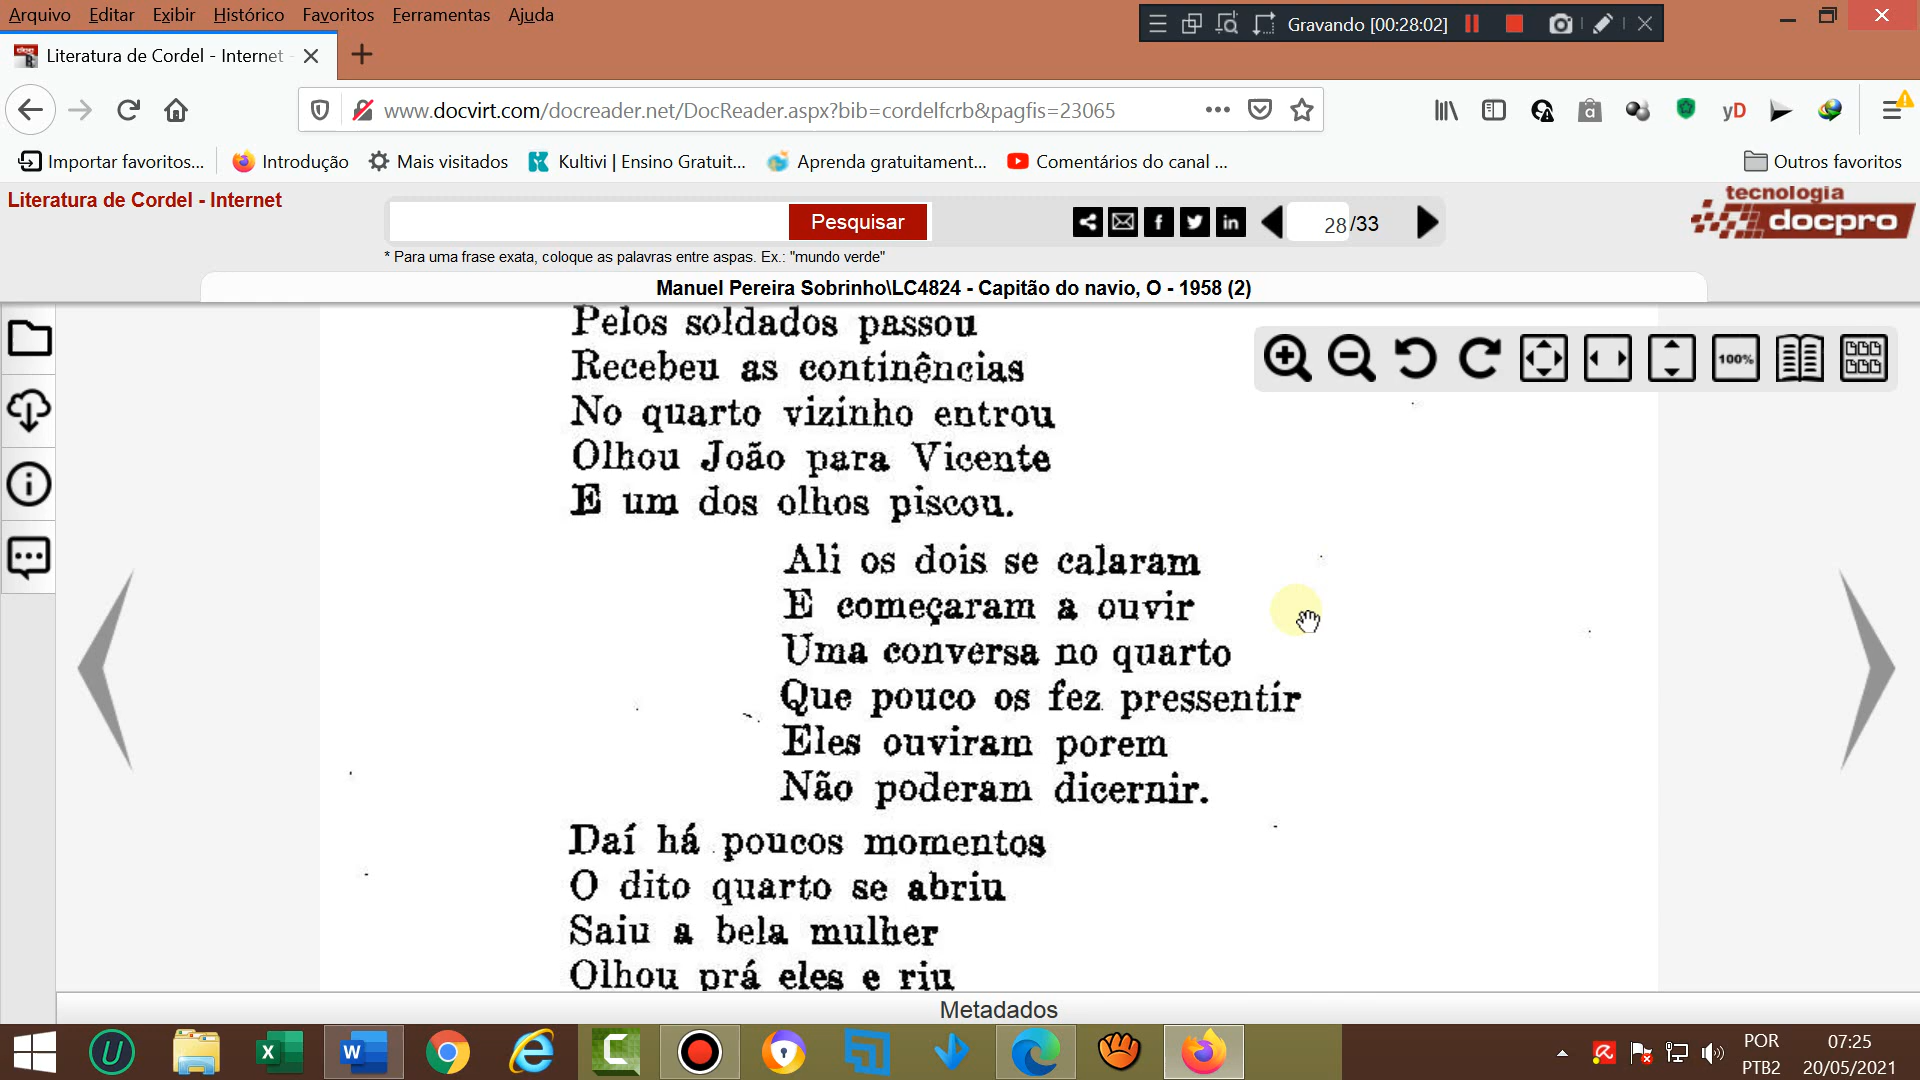 Arquivo Editar Exibir Histórico Favoritos Ferramentas Ajuda
Gravando [00:28:02]
Literatura de Cordel - Internet -
www.docvirt.com/docreader.net/DocReader.aspx?bib=cordelfcrb&pagfis=23065
Importar favoritos... Introdução Mais visitados Kultivi | Ensino Gratuit... Aprenda gratuitament... Comentários do canal ... Outros favoritos
Literatura de Cordel - Internet
Pesquisar
28 /33
tecnologia
docpro
* Para uma frase exata, coloque as palavras entre aspas. Ex.: "mundo verde"
Manuel Pereira Sobrinho\LC4824 - Capitão do navio, O - 1958 (2)
100%
Pelos soldados passou
Recebeu as continências
No quarto vizínho entrou
Olhou João para Vicente
E um dos olhos piscou.
Ali os dois se calaram
E começaram a ouvir
Uma conversa no quarto
Que pouco os fez pressentír
Eles ouviram porem
Não poderam dicernir.
Daí há poucos momentos
O dito quarto se abriu
Saiu a bela mulher
Olhou prá eles e riu
Metadados
POR
PTB2
07:25
20/05/2021